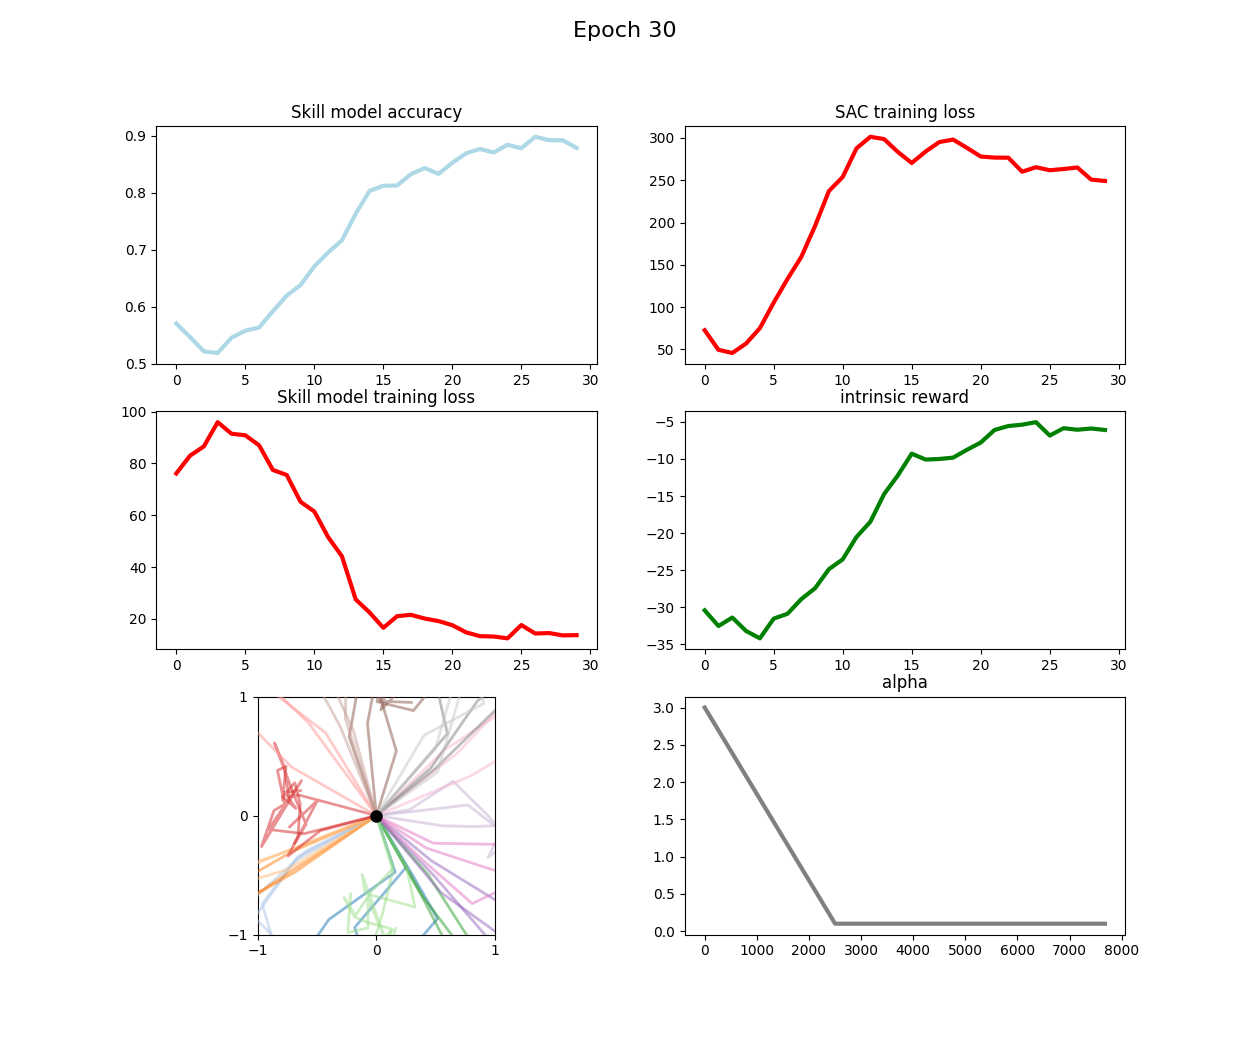 Epoch 30
Skill model accuracy
0.9
0.8
0.7
0.6
0.5
0 5 10 15 20 25 30
SAC training loss
300
250
200
150
100
50
0 5 10 15 20 25 30
Skill model training loss
100
80
60
40
20
0 5 10 15 20 25 30
intrinsic reward
−5
−10
−15
−20
−25
−30
−35
0 5 10 15 20 25 30
1
0
−1
−1 0 1
alpha
3.0
2.5
2.0
1.5
1.0
0.5
0.0
0 1000 2000 3000 4000 5000 6000 7000 8000